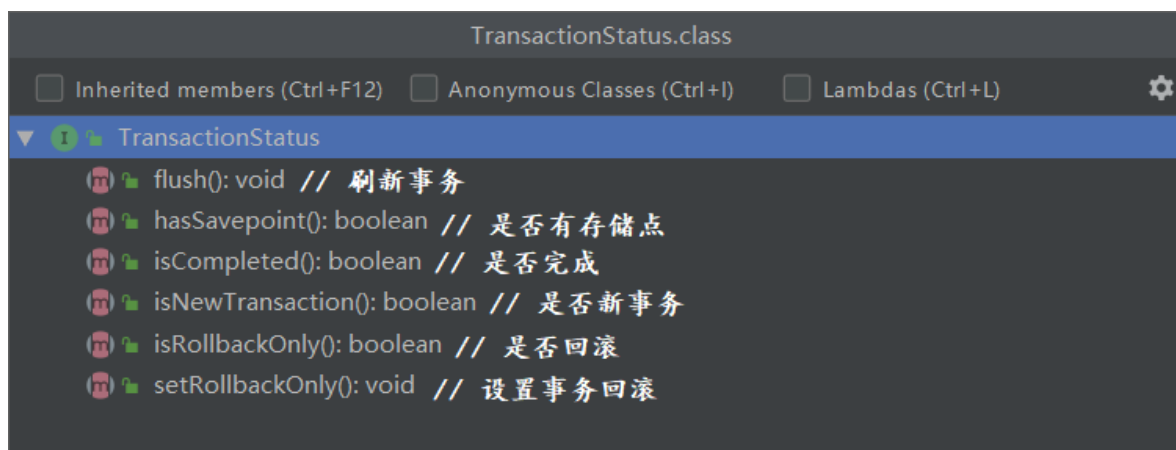 TransactionStatus.class
Inherited members (Ctrl+F12) Anonymous Classes (Ctrl+I) Lambdas (Ctrl+L)
I TransactionStatus
m flush(): void // 刷新事务
m hasSavepoint(): boolean // 是否有存储点
m isCompleted(): boolean // 是否完成
m isNewTransaction(): boolean // 是否新事务
m isRollbackOnly(): boolean // 是否回滚
m setRollbackOnly(): void // 设置事务回滚